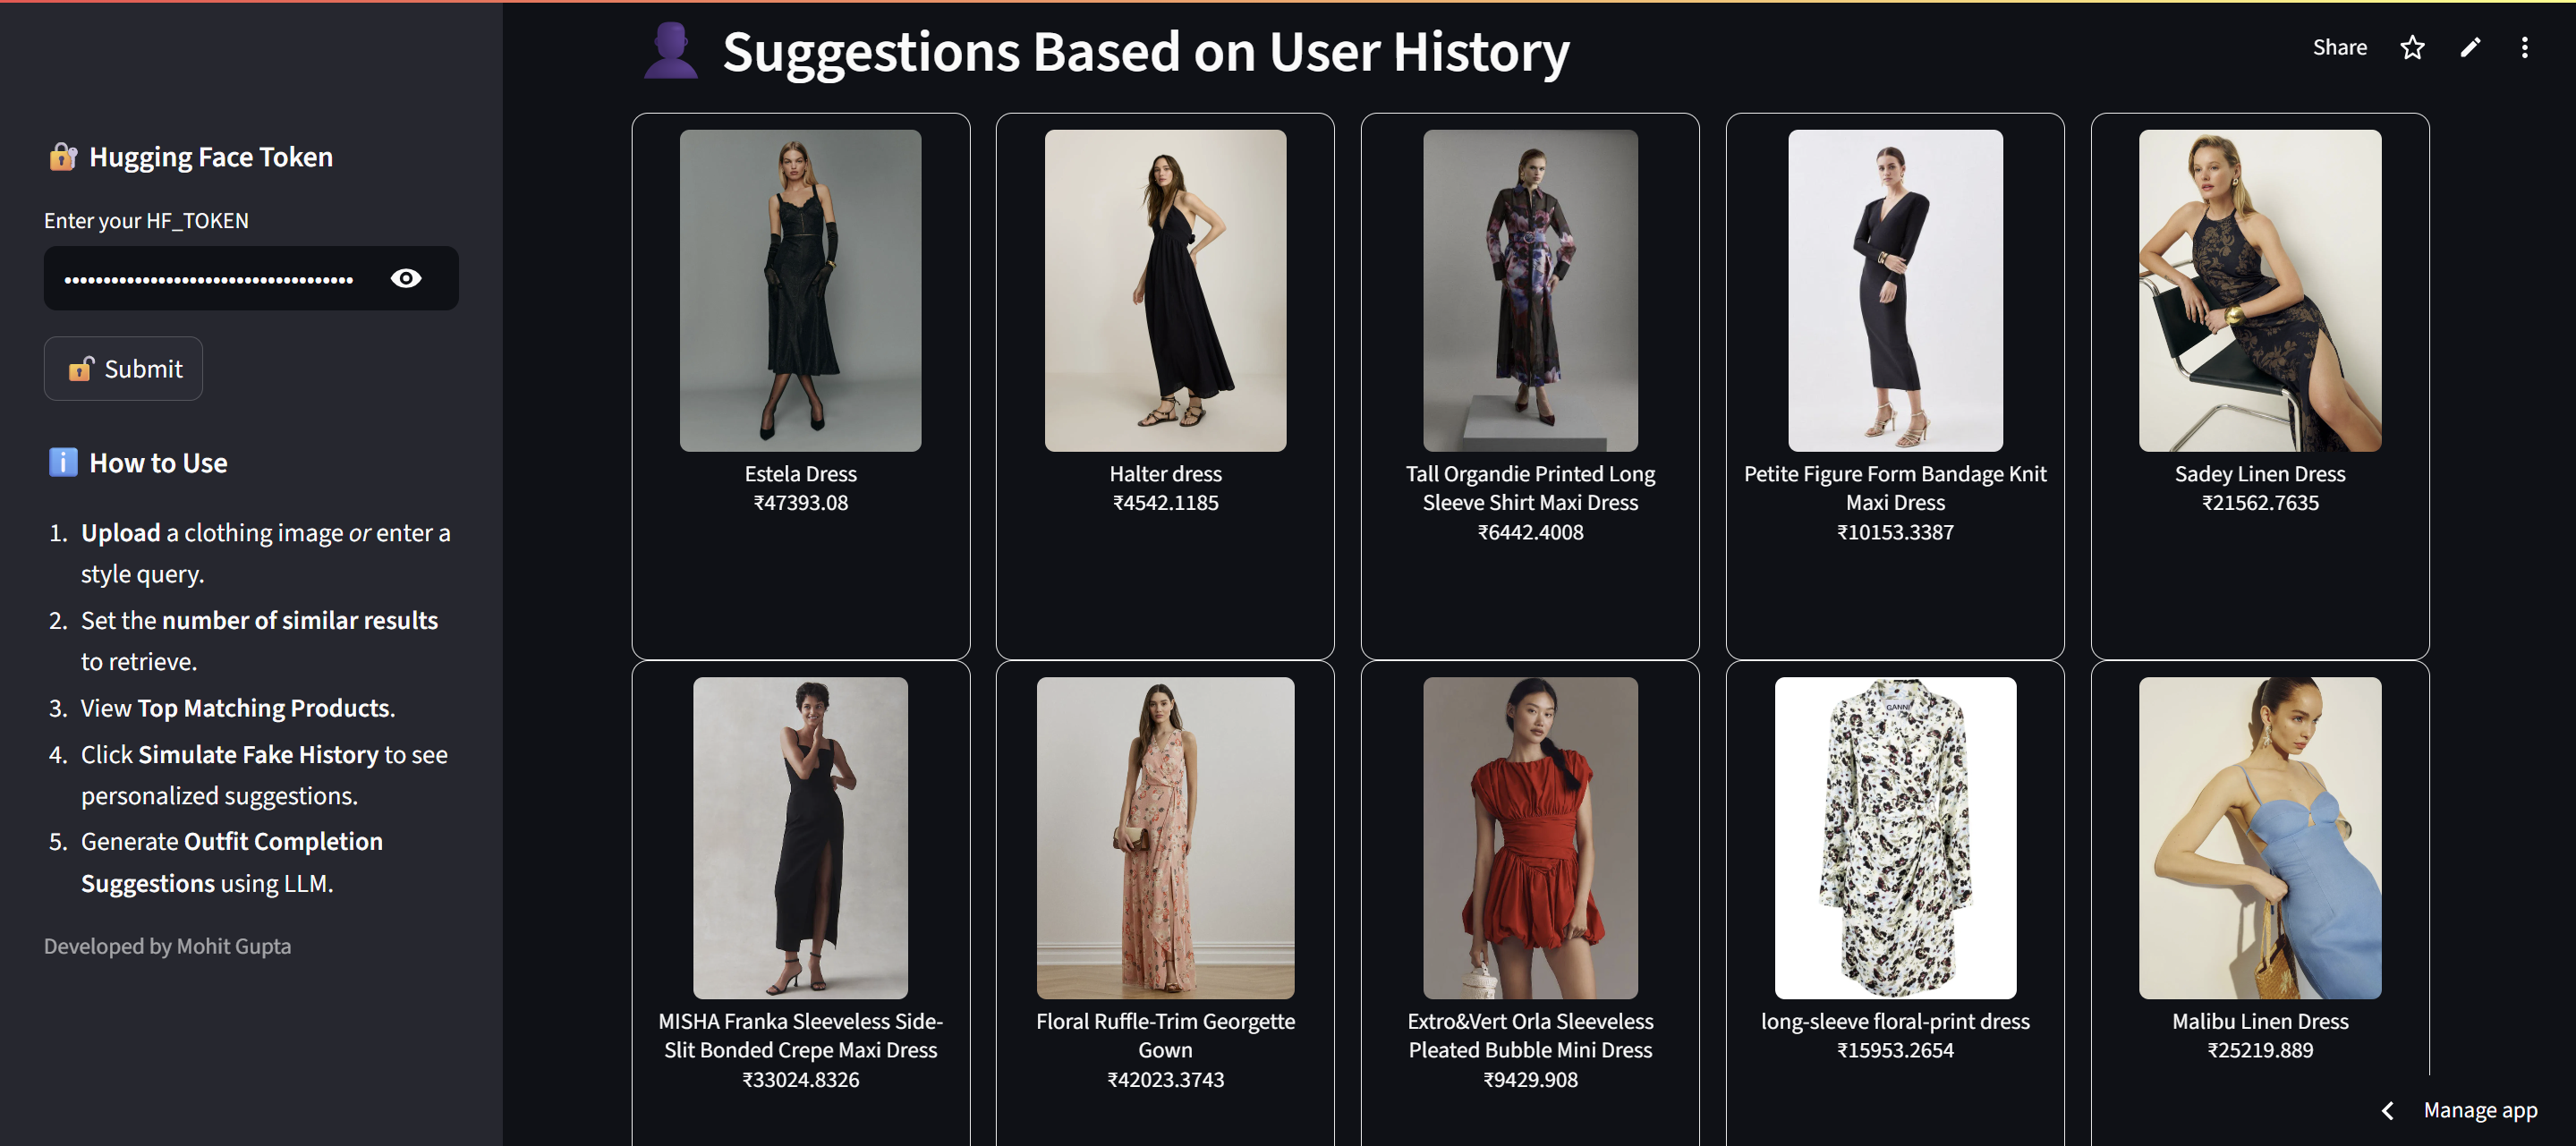 Suggestions Based on User History
Share
Hugging Face Token
Enter your HF_TOKEN
Submit
How to Use
1. Upload a clothing image or enter a
style query.
2. Set the number of similar results
to retrieve.
3. View Top Matching Products.
4. Click Simulate Fake History to see
personalized suggestions.
5. Generate Outfit Completion
Suggestions using LLM.
Developed by Mohit Gupta
Estela Dress
₹47393.08
Halter dress
₹4542.1185
Tall Organdie Printed Long
Sleeve Shirt Maxi Dress
₹6442.4008
Petite Figure Form Bandage Knit
Maxi Dress
₹10153.3387
Sadey Linen Dress
₹21562.7635
MISHA Franka Sleeveless Side-
Slit Bonded Crepe Maxi Dress
₹33024.8326
Floral Ruffle-Trim Georgette
Gown
₹42023.3743
Extro&Vert Orla Sleeveless
Pleated Bubble Mini Dress
₹9429.908
GANNI
long-sleeve floral-print dress
₹15953.2654
Malibu Linen Dress
₹25219.889
Manage app